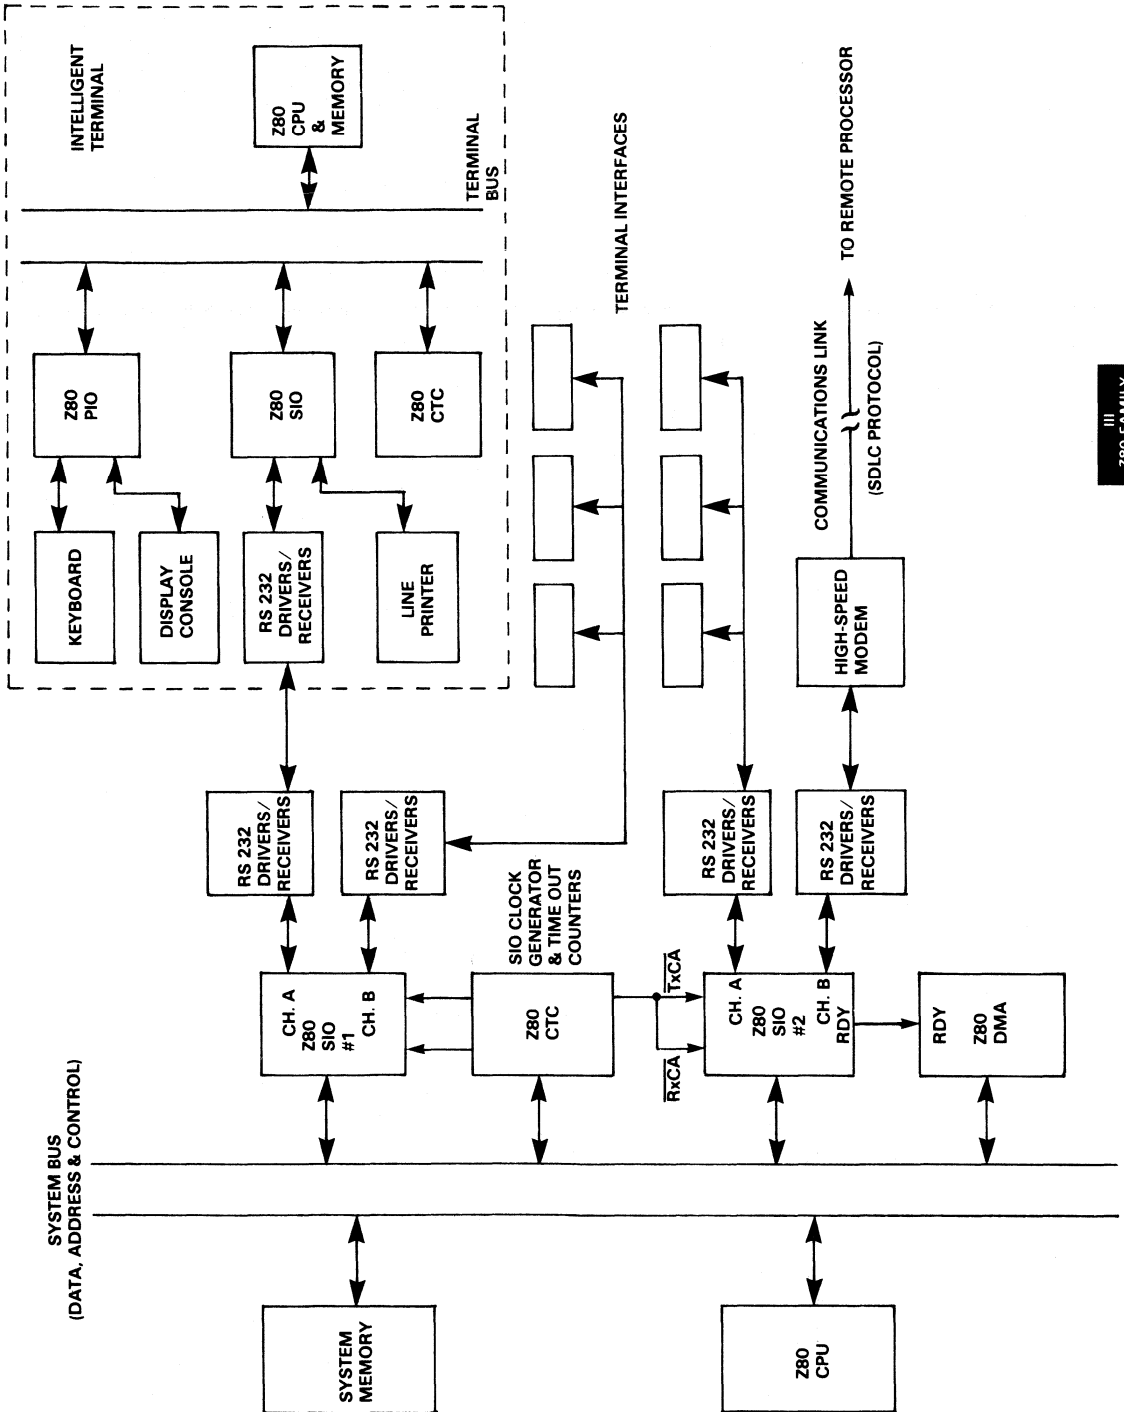 SYSTEM BUS
(DATA, ADDRESS & CONTROL)
SYSTEM
MEMORY
Z80
CPU
CH. A
Z80
SIO
#1
CH. B
Z80
CTC
SIO CLOCK
GENERATOR
& TIME OUT
COUNTERS
RxCA
TxCA
CH. A
Z80
SIO
#2
CH. B
RDY
RDY
Z80
DMA
RS 232
DRIVERS/
RECEIVERS
RS 232
DRIVERS/
RECEIVERS
RS 232
DRIVERS/
RECEIVERS
RS 232
DRIVERS/
RECEIVERS
HIGH-SPEED
MODEM
COMMUNICATIONS LINK
(SDLC PROTOCOL)
TO REMOTE PROCESSOR
TERMINAL INTERFACES
INTELLIGENT
TERMINAL
KEYBOARD
DISPLAY
CONSOLE
RS 232
DRIVERS/
RECEIVERS
LINE
PRINTER
Z80
PIO
Z80
SIO
Z80
CTC
TERMINAL
BUS
Z80
CPU
&
MEMORY
III
Z80 FAMILY